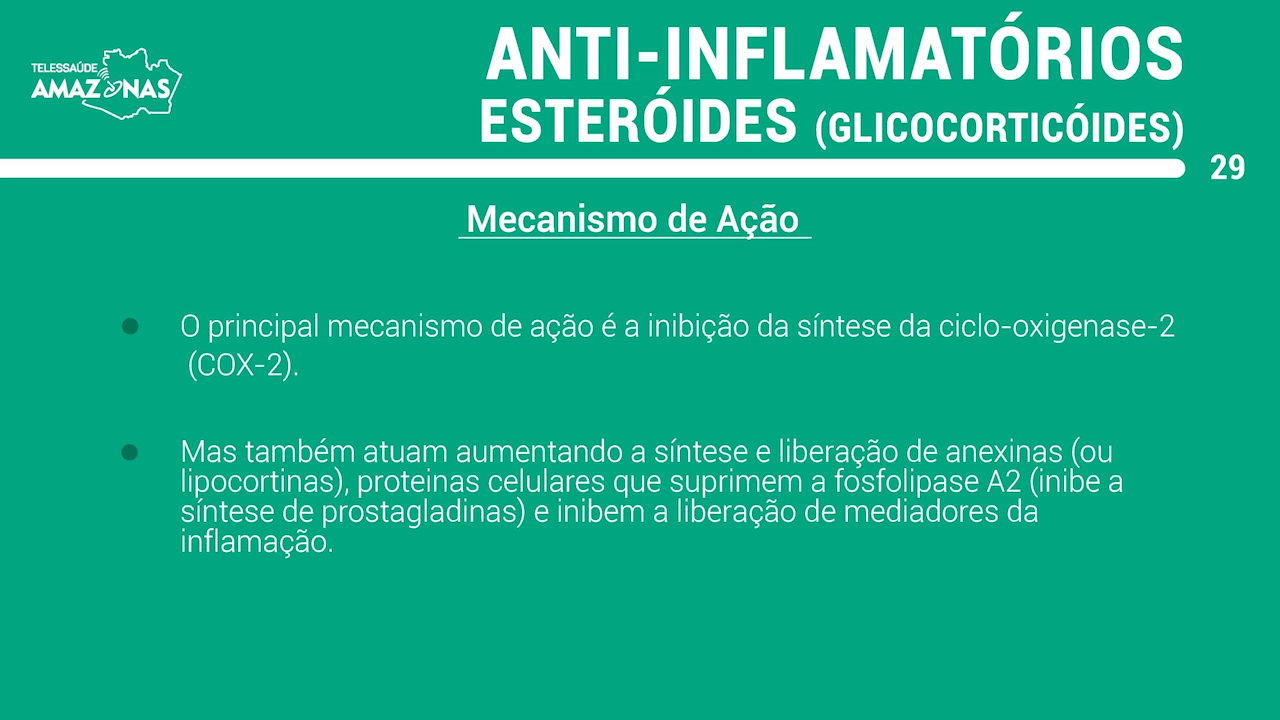 TELESSAÚDE
AMAZONAS
ANTI-INFLAMATÓRIOS
ESTERÓIDES (GLICOCORTICÓIDES)
29
Mecanismo de Ação
O principal mecanismo de ação é a inibição da síntese da ciclo-oxigenase-2
(COX-2).
Mas também atuam aumentando a síntese e liberação de anexinas (ou
lipocortinas), proteinas celulares que suprimem a fosfolipase A2 (inibe a
síntese de prostagladinas) e inibem a liberação de mediadores da
inflamação.